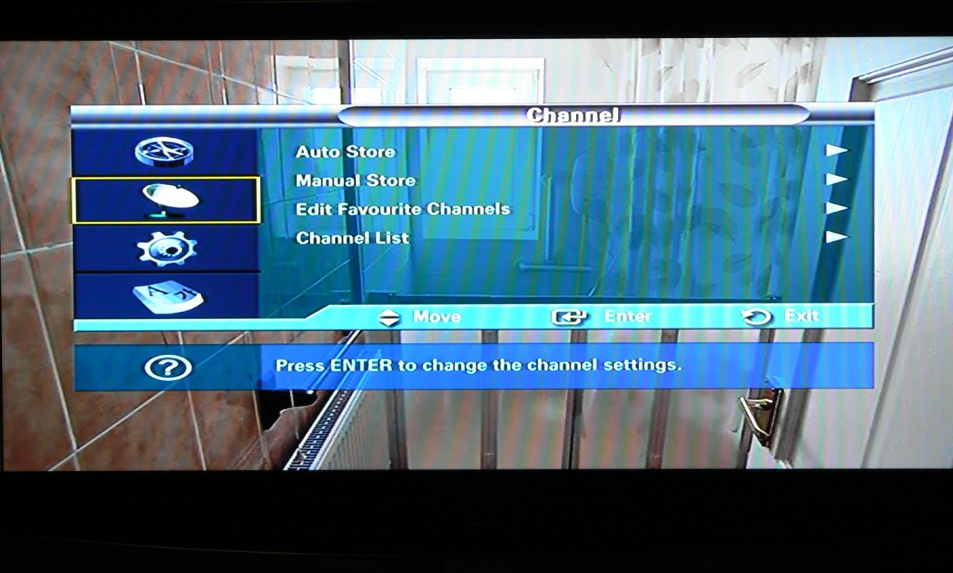 Channel
Auto Store
Manual Store
Edit Favourite Channels
Channel List
Move Enter Exit
Press ENTER to change the channel settings.